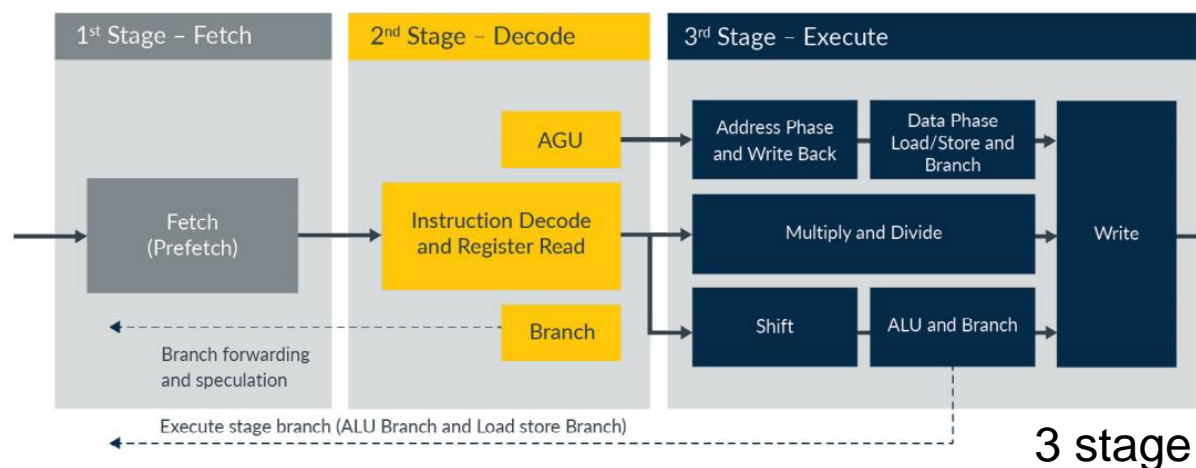 1st Stage – Fetch
2nd Stage – Decode
3rd Stage – Execute
AGU
Address Phase
and Write Back
Data Phase
Load/Store and
Branch
Fetch
(Prefetch)
Instruction Decode
and Register Read
Multiply and Divide
Write
Branch
Shift
ALU and Branch
Branch forwarding
and speculation
Execute stage branch (ALU Branch and Load store Branch)
3 stage